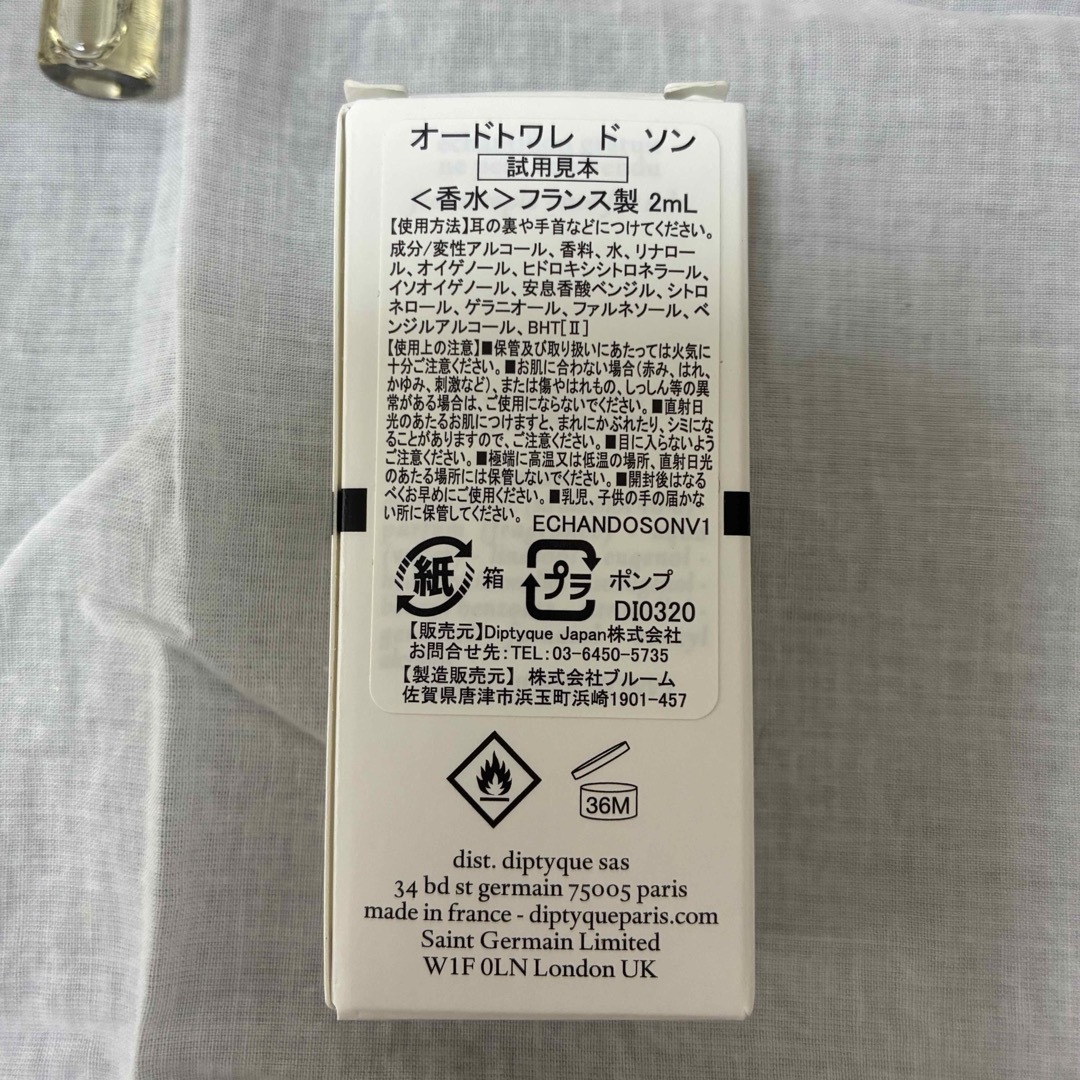 オードトワレ ド ソン
試用見本
<香水>フランス製 2mL
【使用方法】耳の裏や手首などにつけてください。
成分/変性アルコール、香料、水、リナロー
ル、オイゲノール、ヒドロキシシトロネラール、
イソオイゲノール、安息香酸ベンジル、シトロ
ネロール、ゲラニオール、ファルネソール、ベ
ンジルアルコール、BHT[Ⅱ]
【使用上の注意】■保管及び取り扱いにあたっては火気に
十分ご注意ください。■お肌に合わない場合(赤み、はれ、
かゆみ、刺激など)、または傷やはれもの、しっしん等の異
常がある場合は、ご使用にならないでください。■直射日
光のあたるお肌につけますと、まれにかぶれたり、シミにな
ることがありますので、ご注意ください。■目に入らないよう
ご注意ください。■極端に高温又は低温の場所、直射日光
のあたる場所には保管しないでください。■開封後はなる
べくお早めにご使用ください。■乳児、子供の手の届かな
い所に保管してください。 ECHANDOSONV1
紙 箱 プラ ポンプ
DI0320
【販売元】Diptyque Japan株式会社
お問合せ先:TEL:03-6450-5735
【製造販売元】 株式会社ブルーム
佐賀県唐津市浜玉町浜崎1901-457
36M
dist. diptyque sas
34 bd st germain 75005 paris
made in france - diptyqueparis.com
Saint Germain Limited
W1F 0LN London UK